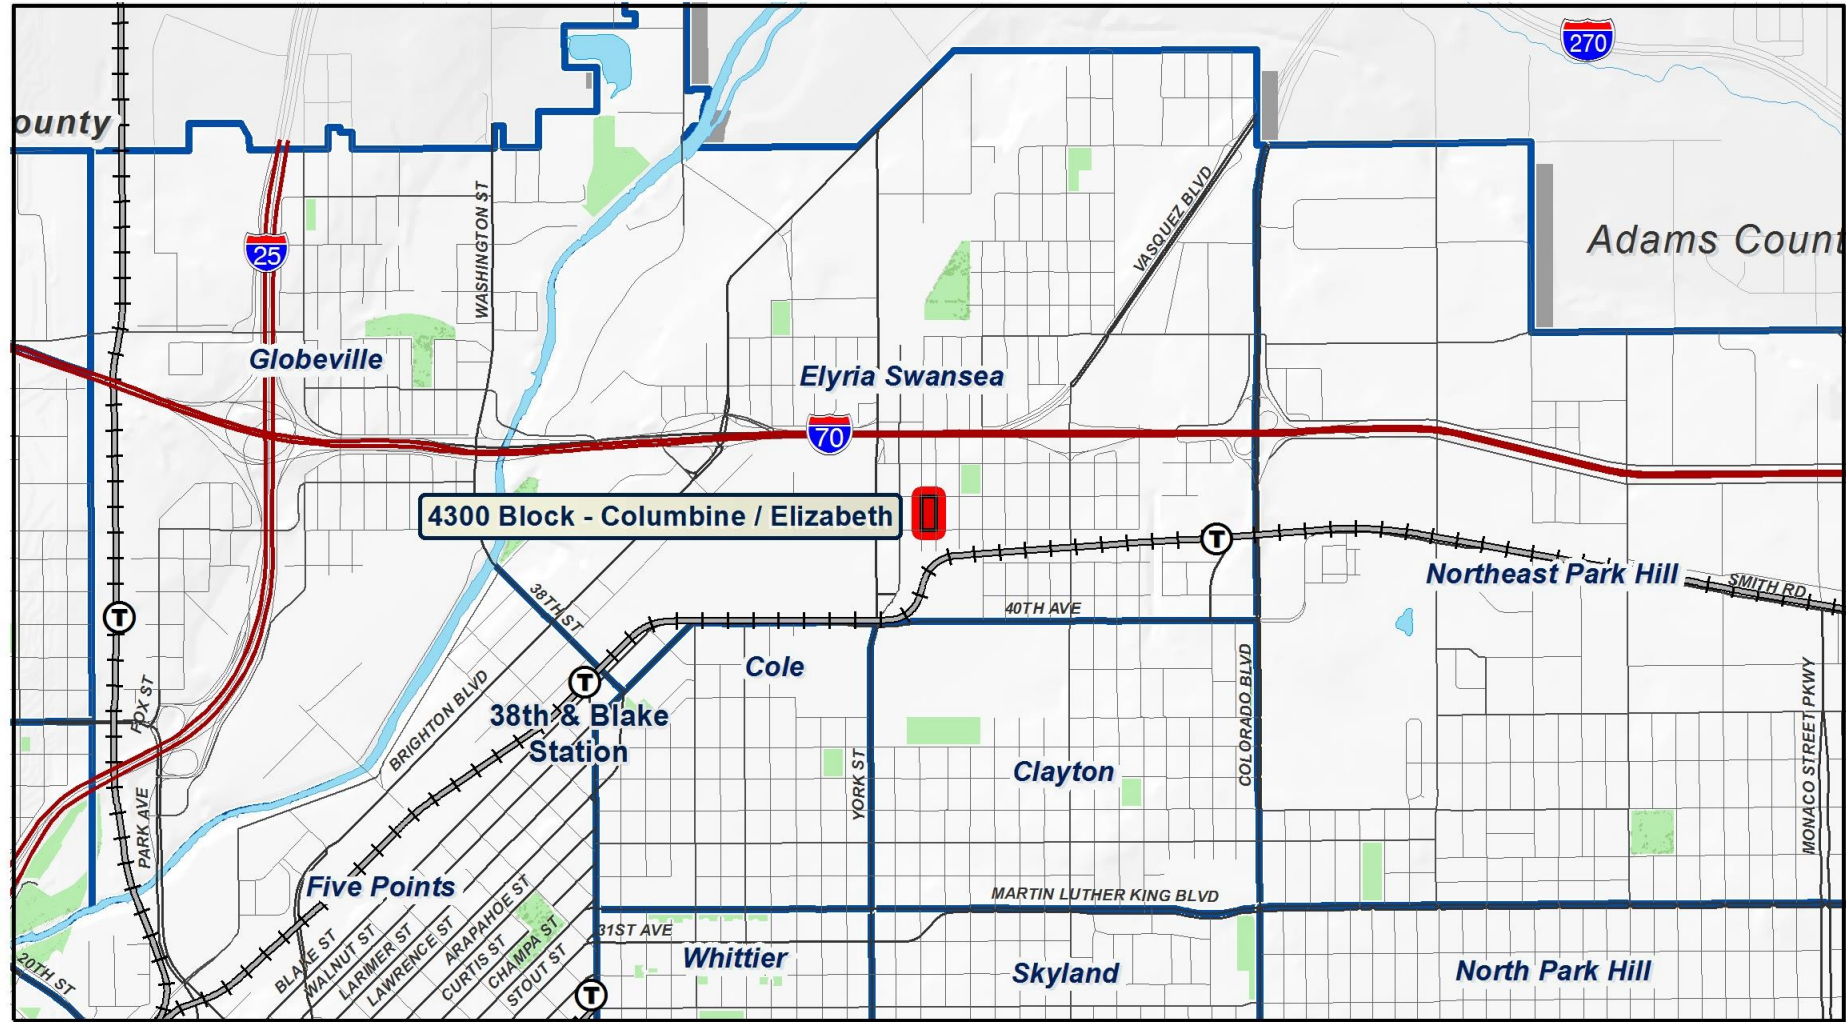 270
ounty
Adams Count
25
WASHINGTON ST
VASQUEZ BLVD
Globeville
Elyria Swansea
70
4300 Block - Columbine / Elizabeth
T
Northeast Park Hill
SMITH RD
38TH ST
40TH AVE
T
Cole
T
FOX ST
BRIGHTON BLVD
38th & Blake
Station
COLORADO BLVD
MONACO STREET PKWY
YORK ST
Clayton
PARK AVE
Five Points
MARTIN LUTHER KING BLVD
31ST AVE
Whittier
Skyland
North Park Hill
20TH ST
BLAKE ST
WALNUT ST
LARIMER ST
LAWRENCE ST
ARAPAHOE ST
CURTIS ST
CHAMPA ST
STOUT ST
T